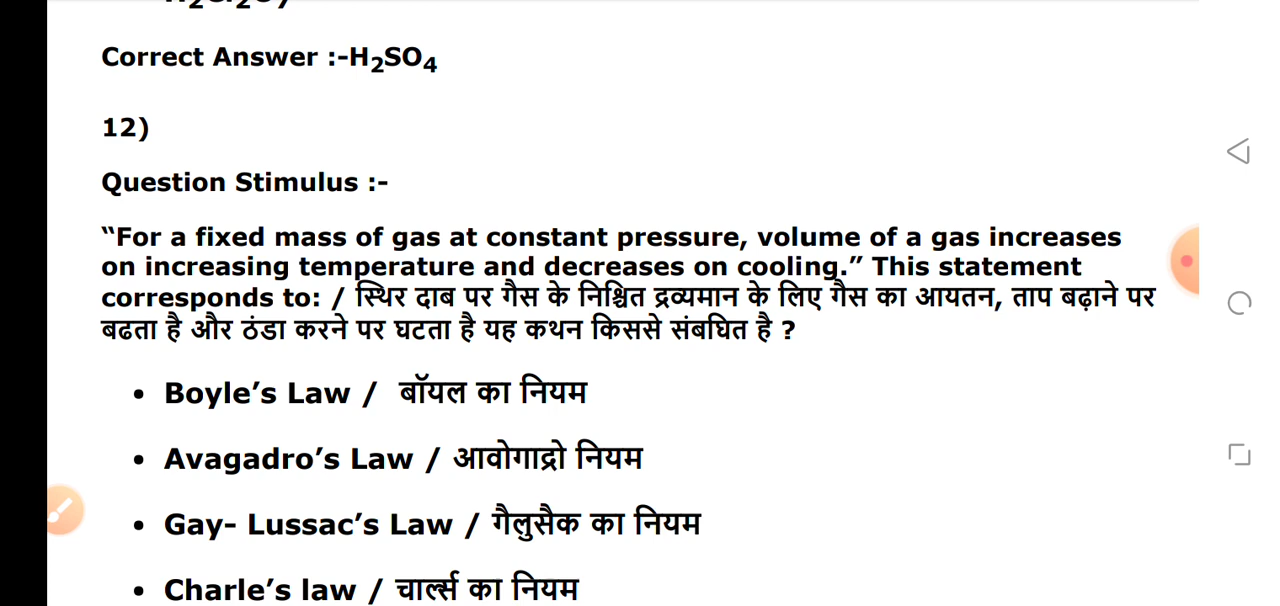 Correct Answer :-H₂SO₄
12)
Question Stimulus :-
“For a fixed mass of gas at constant pressure, volume of a gas increases
on increasing temperature and decreases on cooling.” This statement
corresponds to: / स्थिर दाब पर गैस के निश्चित द्रव्यमान के लिए गैस का आयतन, ताप बढ़ाने पर
बढता है और ठंडा करने पर घटता है यह कथन किससे संबघित है ?
• Boyle’s Law / बॉयल का नियम
• Avagadro’s Law / आवोगाद्रो नियम
• Gay- Lussac’s Law / गैलुसैक का नियम
• Charle’s law / चार्ल्स का नियम